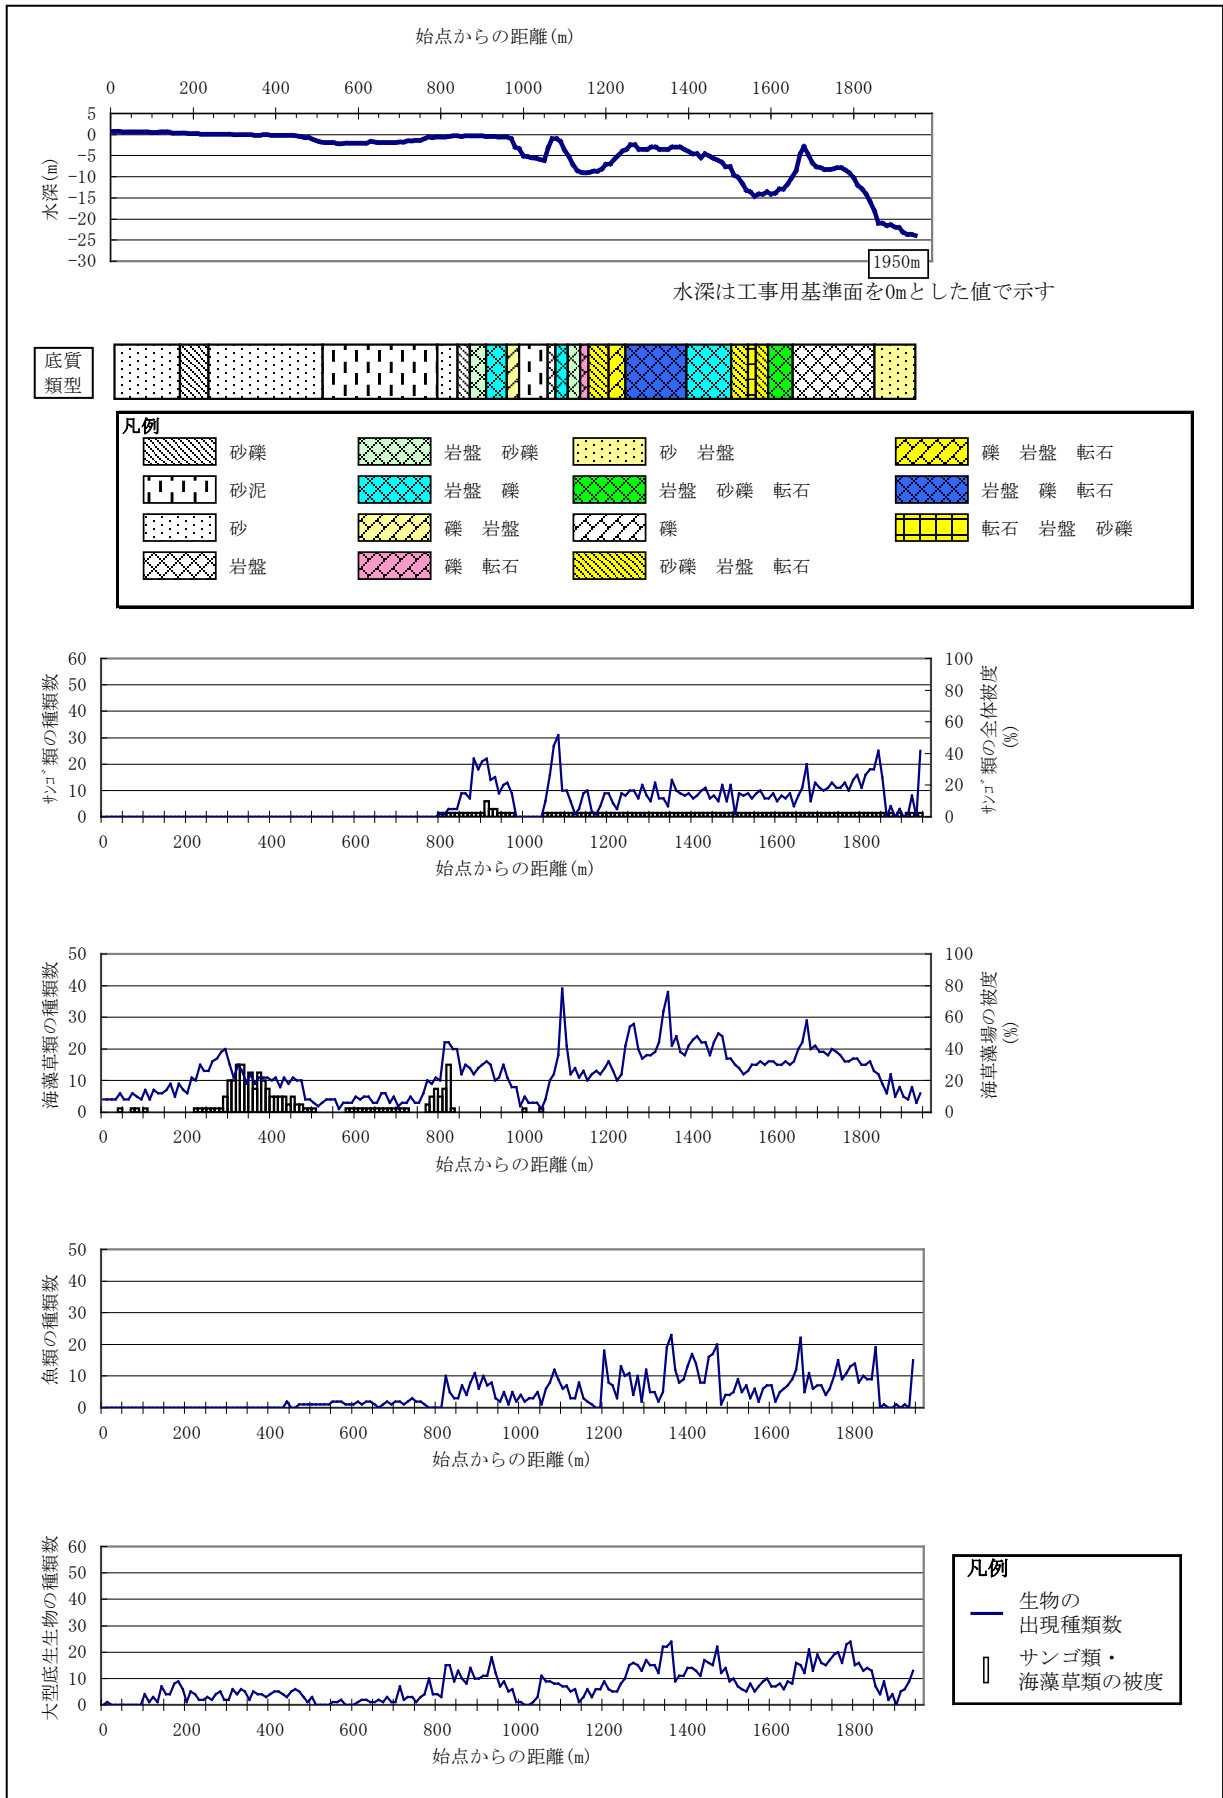 始点からの距離(m)
0 200 400 600 800 1000 1200 1400 1600 1800
5
0
-5
-10
-15
-20
-25
-30
水深(m)
1950m
水深は工事用基準面を0mとした値で示す
底質
類型
凡例
砂礫 岩盤 砂礫 砂 岩盤 礫 岩盤 転石
砂泥 岩盤 礫 岩盤 砂礫 転石 岩盤 礫 転石
砂 礫 岩盤 礫 転石 岩盤 砂礫
岩盤 礫 転石 砂礫 岩盤 転石
サンゴ類の種類数
60
50
40
30
20
10
0
100
80
60
40
20
0
サンゴ類の全体被度
(%)
0 200 400 600 800 1000 1200 1400 1600 1800
始点からの距離(m)
海藻草類の種類数
50
40
30
20
10
0
100
80
60
40
20
0
海草藻場の被度
(%)
0 200 400 600 800 1000 1200 1400 1600 1800
始点からの距離(m)
魚類の種類数
50
40
30
20
10
0
0 200 400 600 800 1000 1200 1400 1600 1800
始点からの距離(m)
大型底生生物の種類数
60
50
40
30
20
10
0
0 200 400 600 800 1000 1200 1400 1600 1800
始点からの距離(m)
凡例
生物の
出現種類数
サンゴ類・
海藻草類の被度